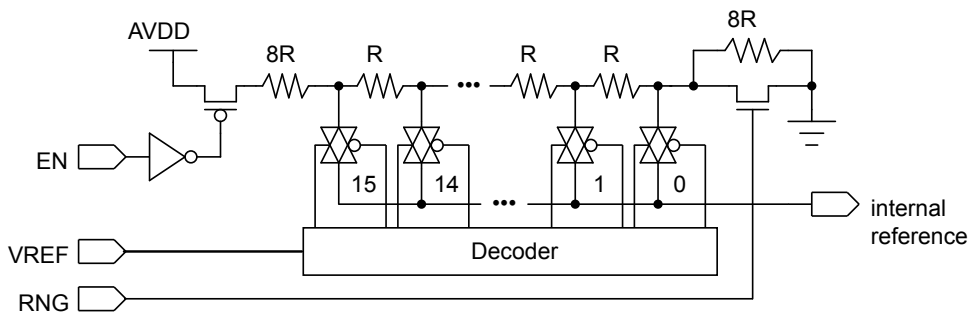 AVDD
8R
R
R
R
8R
EN
15
14
1
0
internal
reference
Decoder
VREF
RNG